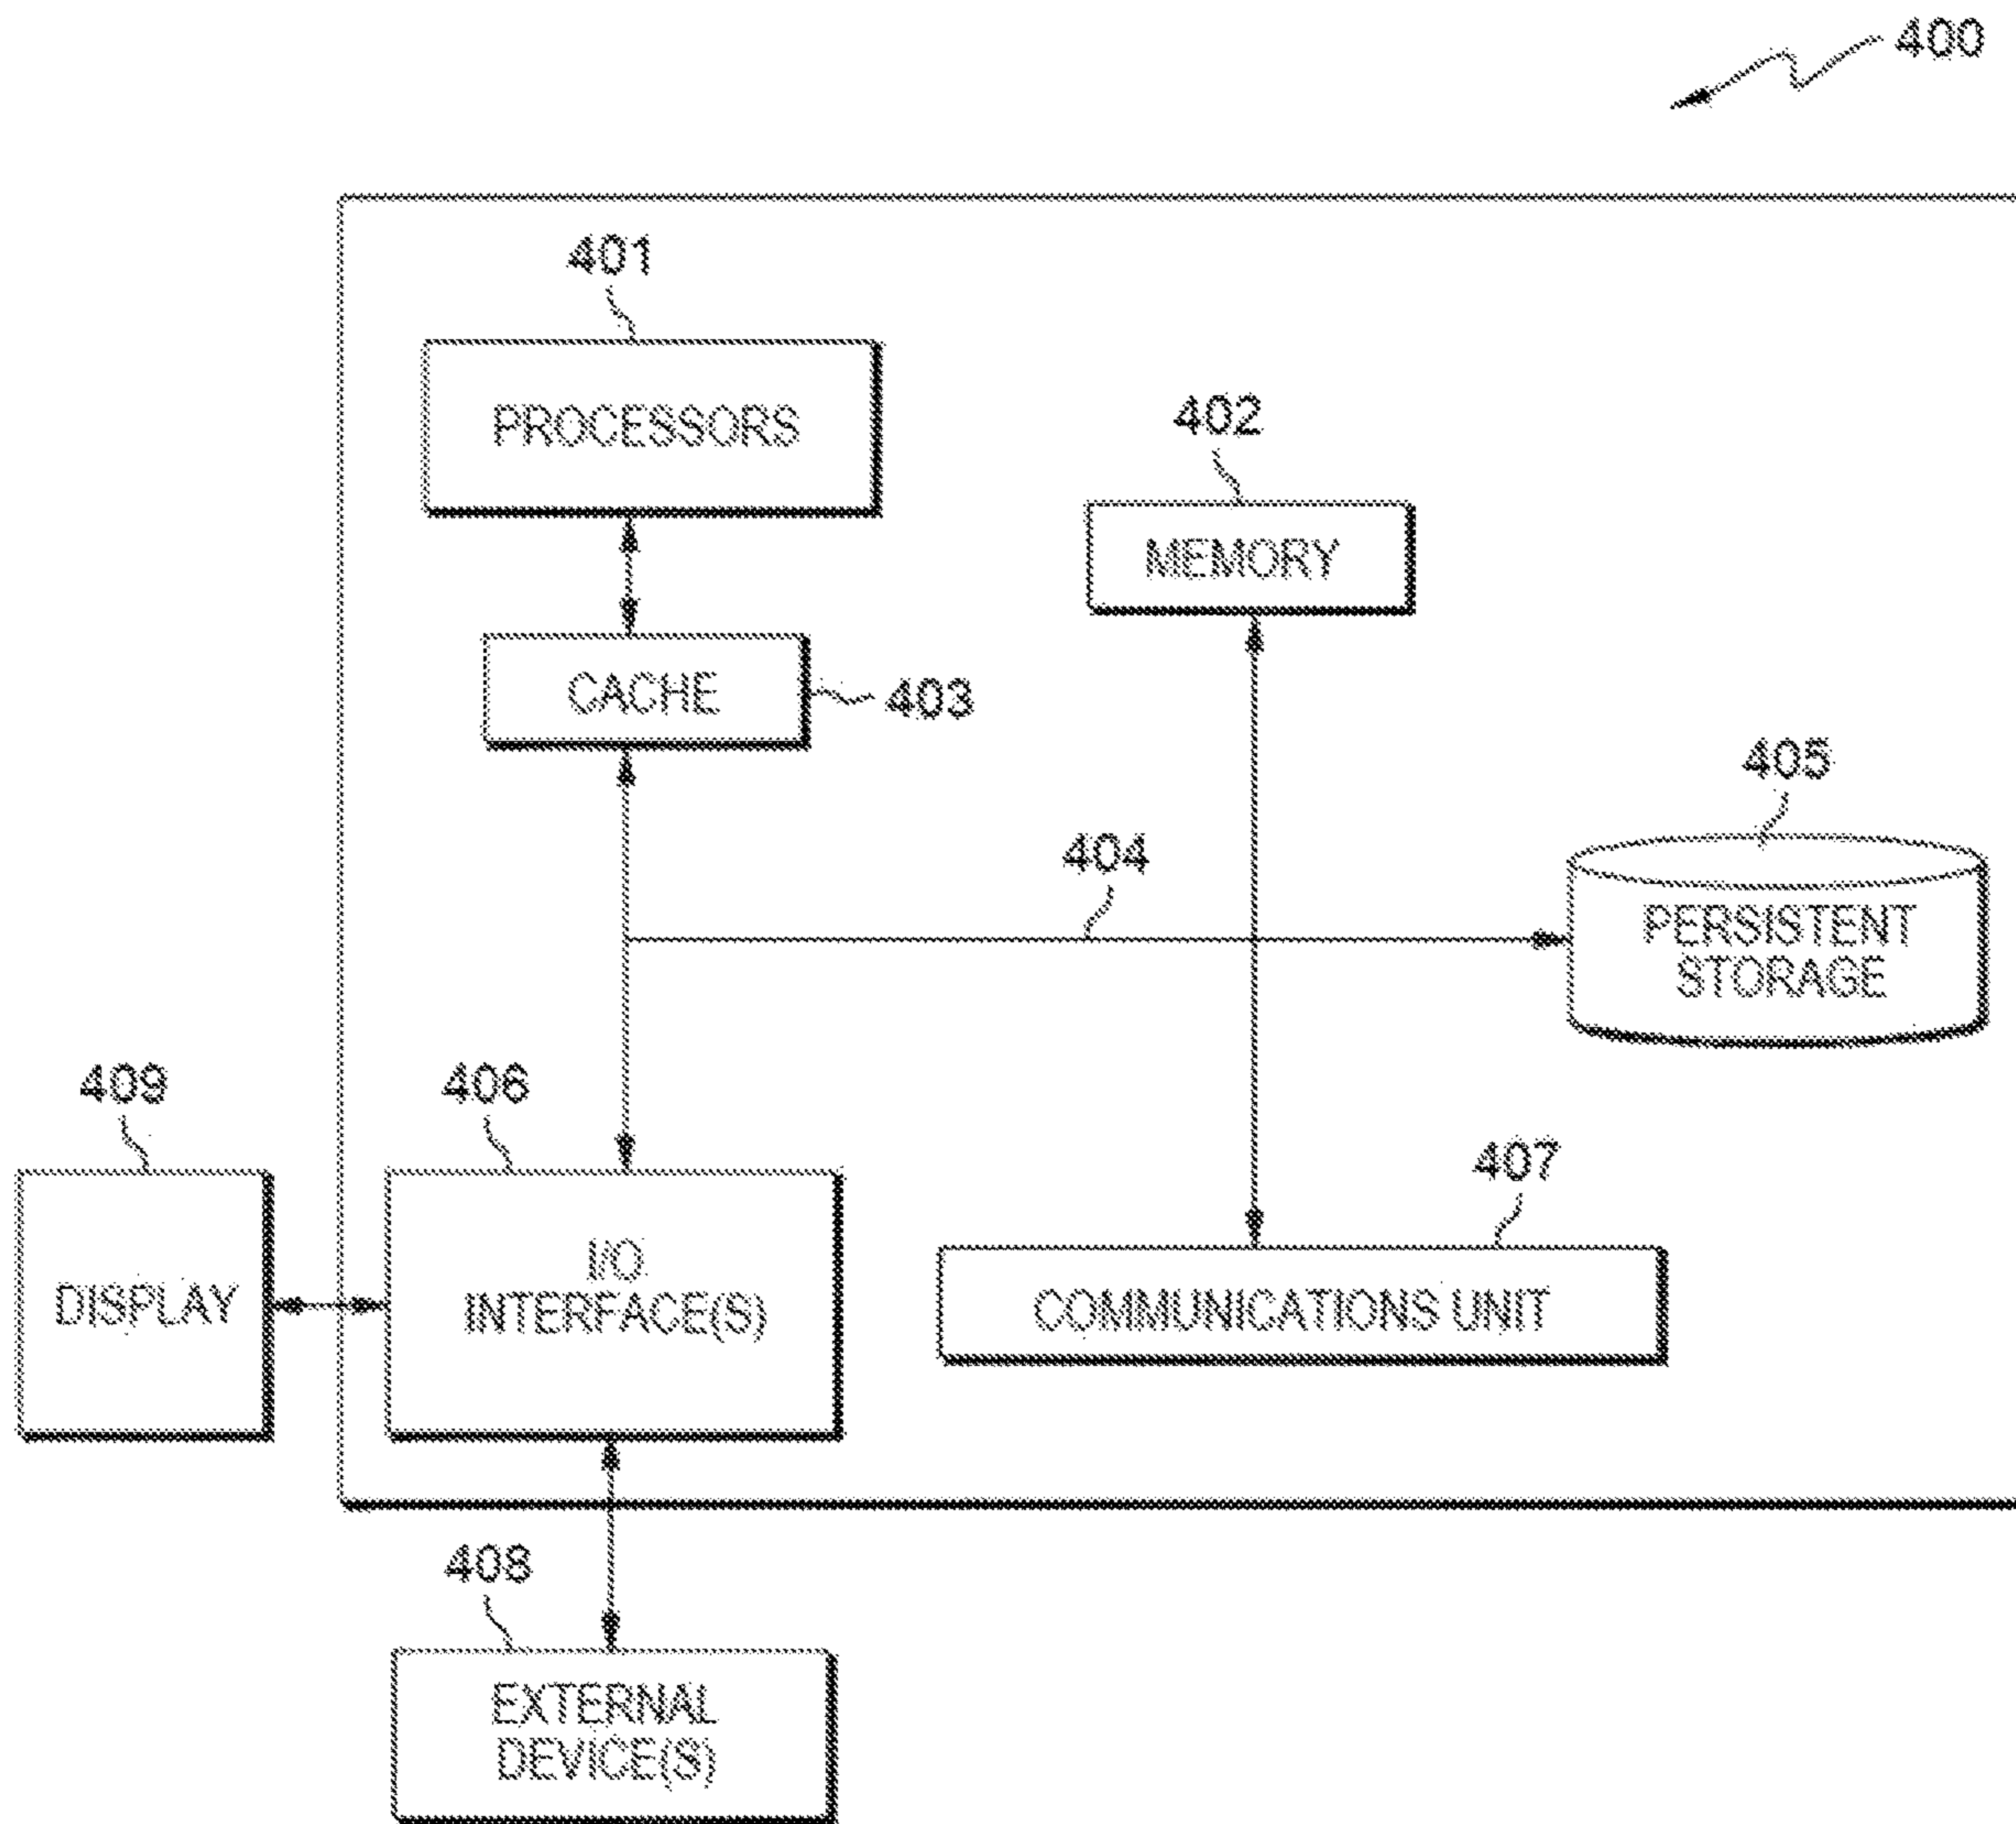 400
401
PROCESSORS
402
MEMORY
CACHE
403
405
404
PERSISTENT
STORAGE
409
406
407
DISPLAY
I/O
INTERFACE(S)
COMMUNICATIONS UNIT
408
EXTERNAL
DEVICE(S)